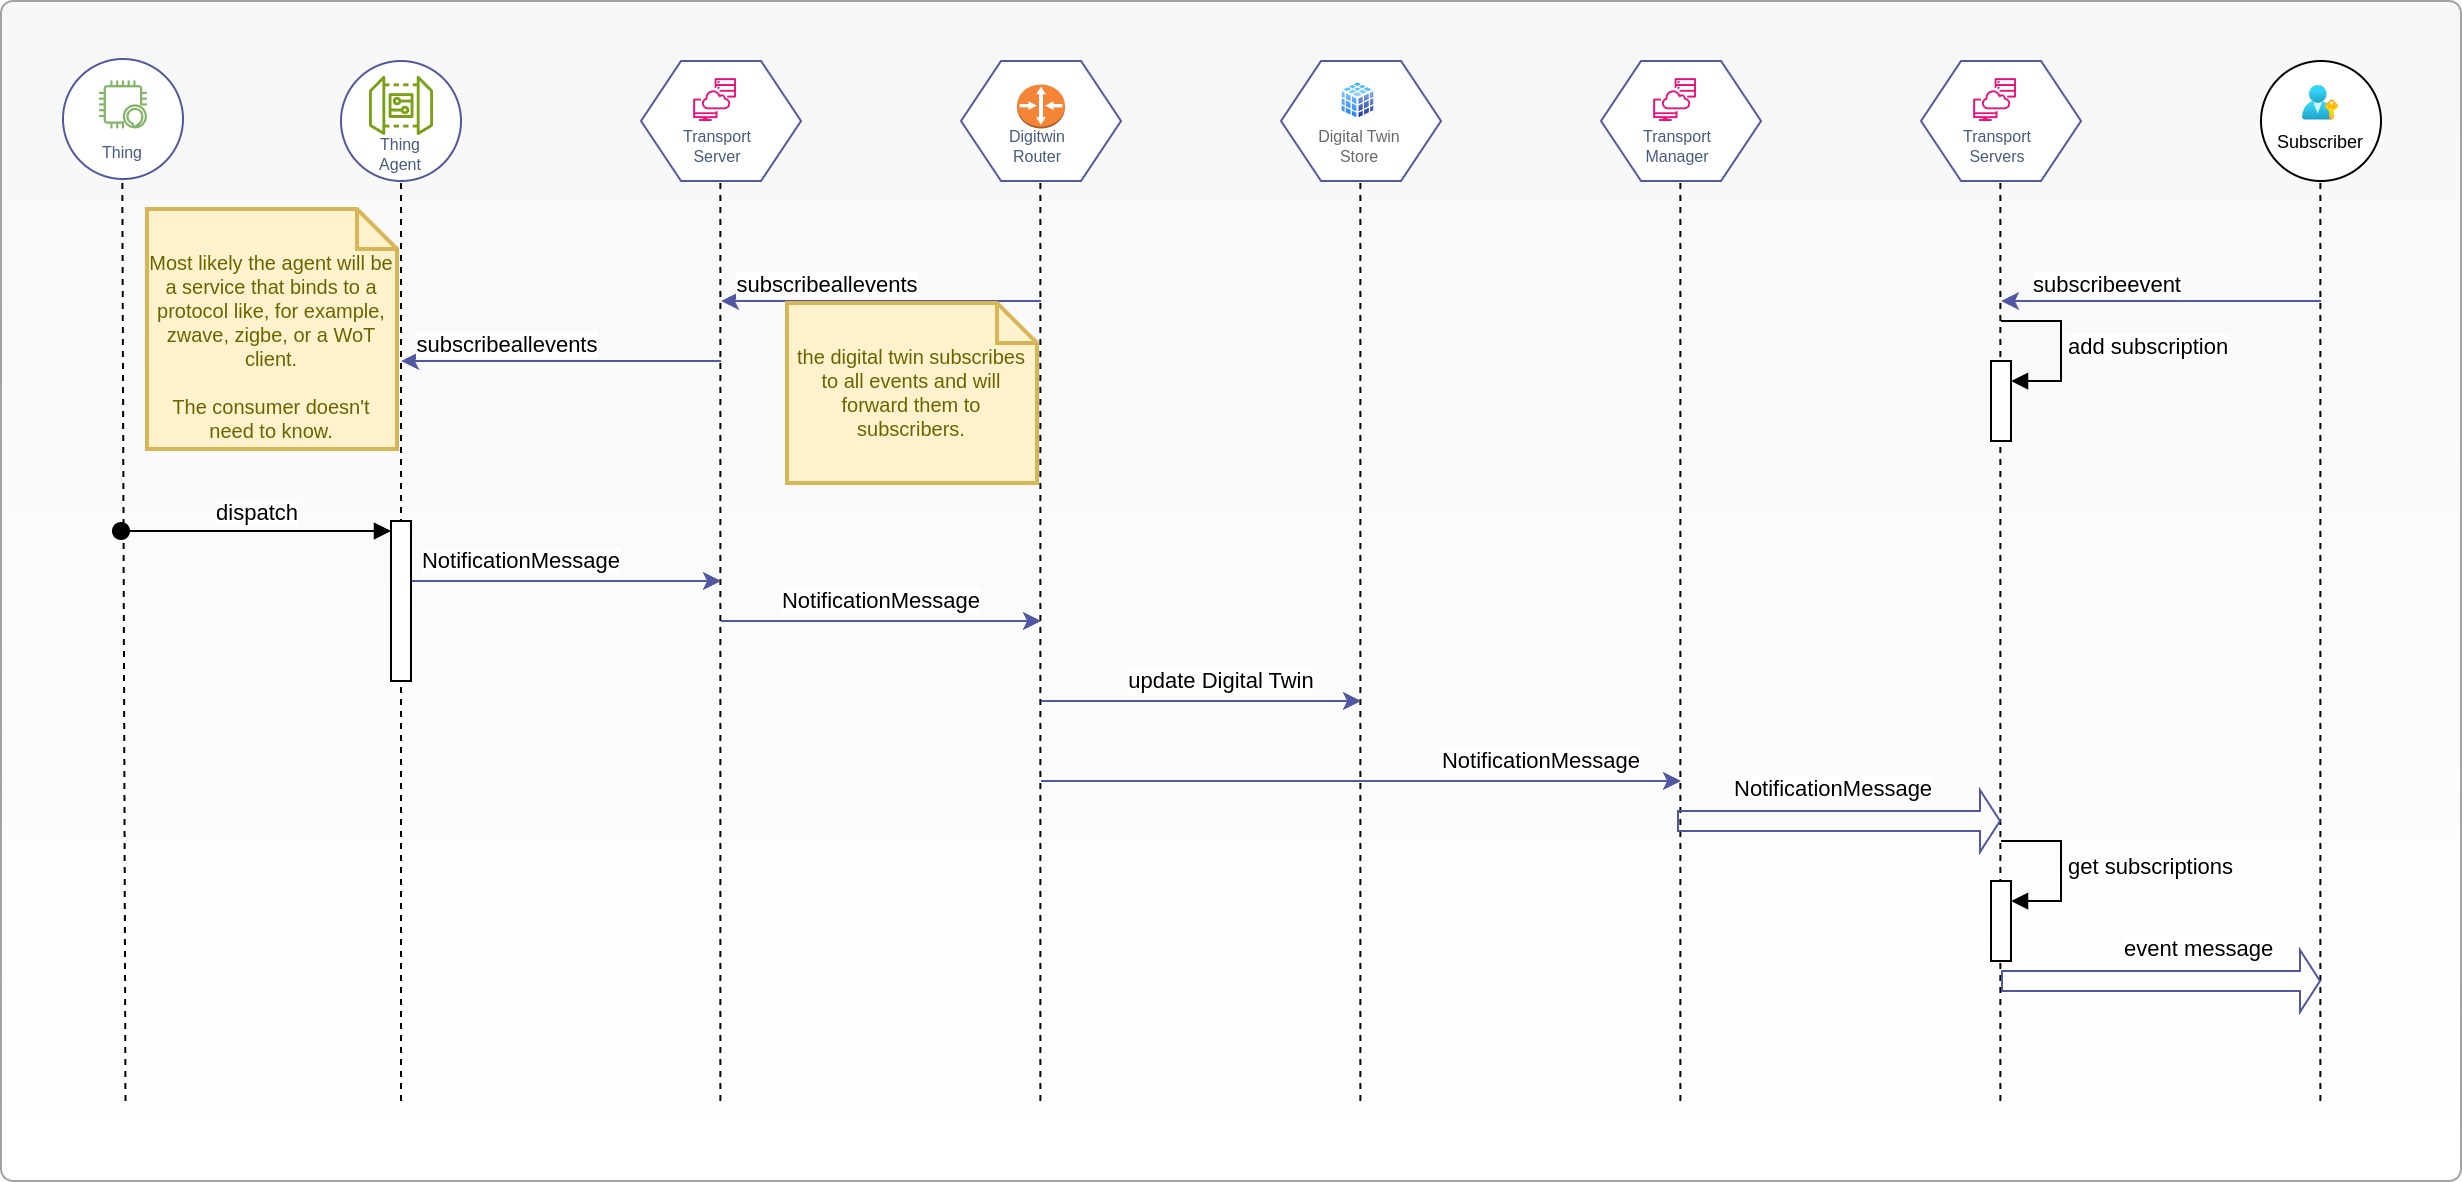 Thing
Thing
Agent
Transport
Server
Digitwin
Router
Digital Twin
Store
Transport
Manager
Transport
Servers
Subscriber
Most likely the agent will be
a service that binds to a
protocol like, for example,
zwave, zigbe, or a WoT
client.
The consumer doesn't
need to know.
subscribeallevents
subscribeallevents
the digital twin subscribes
to all events and will
forward them to
subscribers.
subscribeevent
add subscription
dispatch
NotificationMessage
NotificationMessage
update Digital Twin
NotificationMessage
NotificationMessage
get subscriptions
event message